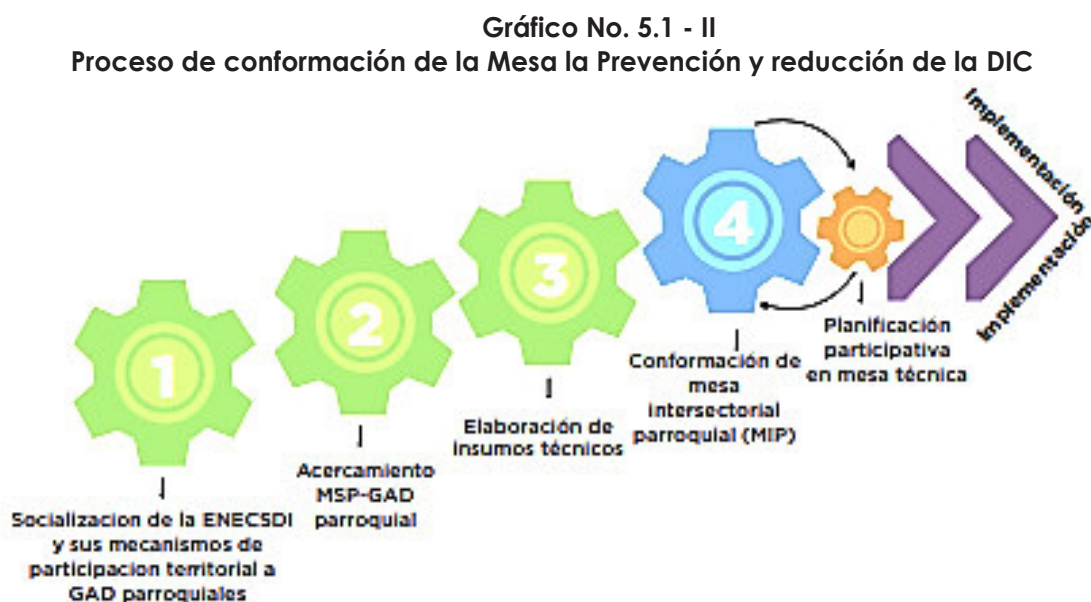 Gráfico No. 5.1 - II
Proceso de conformación de la Mesa la Prevención y reducción de la DIC
1
Socializacion de la ENECSDI
y sus mecanismos de
participacion territorial a
GAD parroquiales
2
Acercamiento
MSP-GAD
parroquial
3
Elaboración de
insumos técnicos
4
Conformación de
mesa
intersectorial
parroquial (MIP)
Planificación
participativa
en mesa técnica
Implementación
Implementación